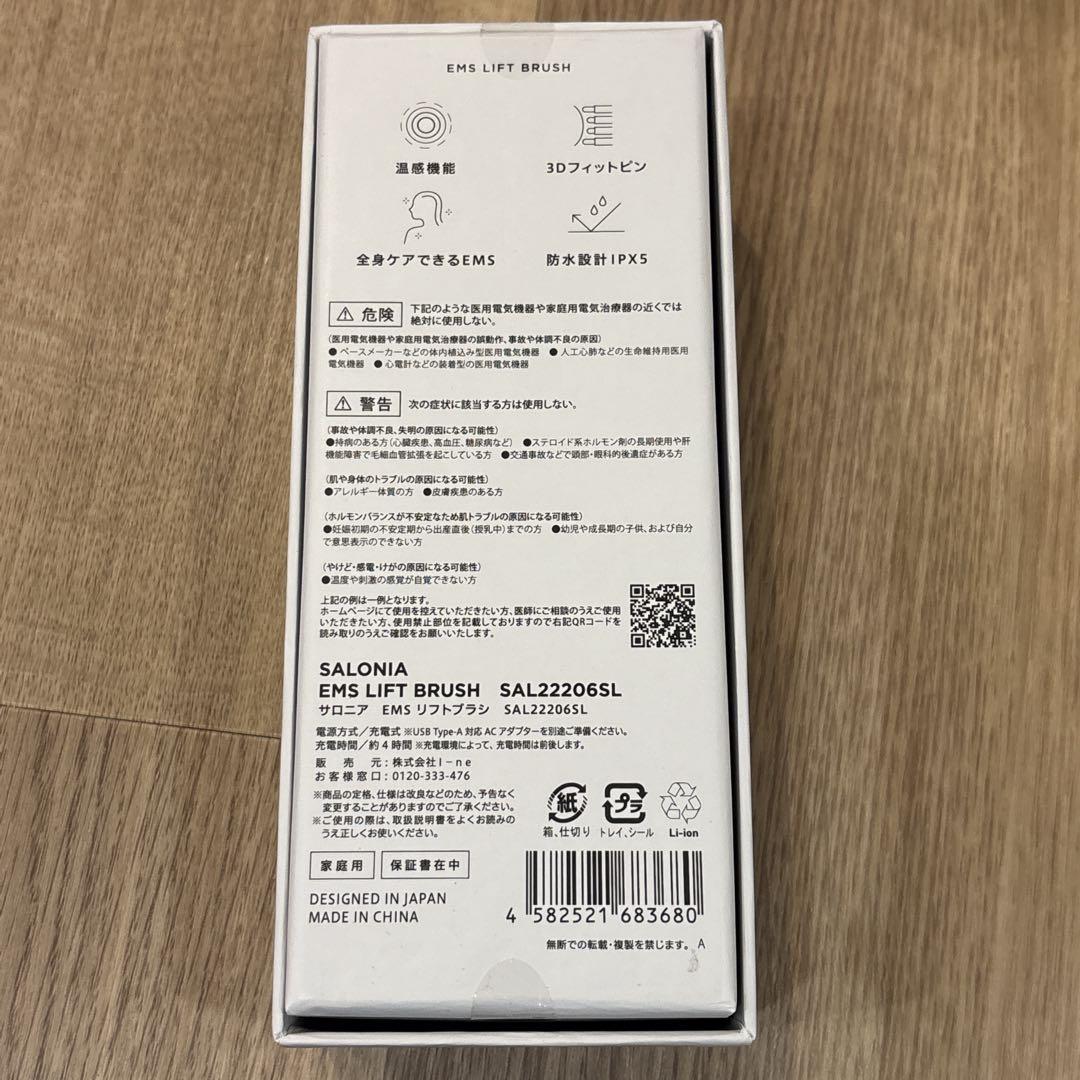 EMS LIFT BRUSH
温感機能
3Dフィットピン
全身ケアできるEMS
防水設計IPX5
危険 下記のような医用電気機器や家庭用電気治療器の近くでは
絶対に使用しない。
(医用電気機器や家庭用電気治療器の誤動作、事故や体調不良の原因)
●ペースメーカーなどの体内植込み型医用電気機器 ●人工心肺などの生命維持用医用
電気機器 ●心電計などの装着型の医用電気機器
警告 次の症状に該当する方は使用しない。
(事故や体調不良、失明の原因になる可能性)
●持病のある方(心臓疾患、高血圧、糖尿病など) ●ステロイド系ホルモン剤の長期使用や肝
機能障害で毛細血管拡張を起こしている方 ●交通事故などで頭部・眼科的後遺症がある方
(肌や身体のトラブルの原因になる可能性)
●アレルギー体質の方 ●皮膚疾患のある方
(ホルモンバランスが不安定なため肌トラブルの原因になる可能性)
●妊娠初期の不安定期から出産直後(授乳中)までの方 ●幼児や成長期の子供、および自分
で意思表示のできない方
(やけど・感電・けがの原因になる可能性)
●温度や刺激の感覚が自覚できない方
上記の例は一例となります。
ホームページにて使用を控えていただきたい方、医師にご相談のうえご使用
いただきたい方、使用禁止部位を記載しておりますので右記QRコードを
読み取りのうえご確認をお願いいたします。
SALONIA
EMS LIFT BRUSH SAL22206SL
サロニア EMS リフトブラシ SAL22206SL
電源方式/充電式 ※USB Type-A 対応 AC アダプターを別途ご準備ください。
充電時間/約4時間 ※充電環境によって、充電時間は前後します。
販売元:株式会社I-ne
お客様窓口:0120-333-476
※商品の定格、仕様は改良などのため、予告なく
変更することがありますのでご了承ください。
※ご使用の際は、取扱説明書をよくお読みの
うえ正しくお使いください。
紙
プラ
箱、仕切り トレイ、シール Li-ion
家庭用 保証書在中
DESIGNED IN JAPAN
MADE IN CHINA
4 582521 683680
無断での転載・複製を禁じます。 A